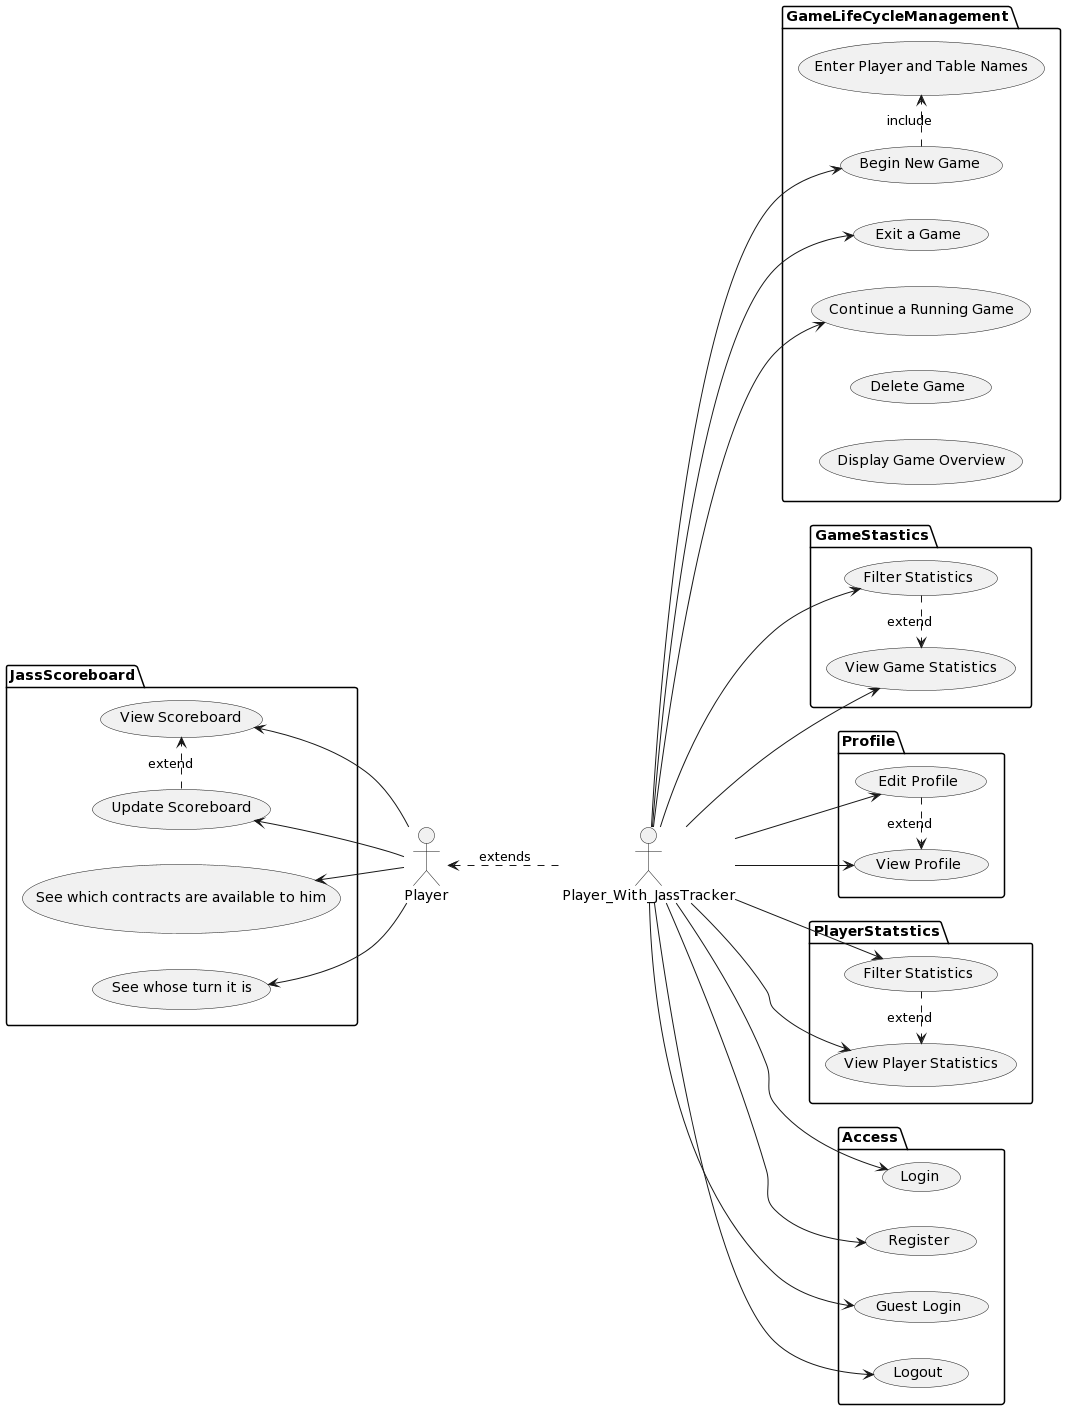 GameLifeCycleManagement
Enter Player and Table Names
include
Begin New Game
Exit a Game
Continue a Running Game
Delete Game
Display Game Overview
GameStastics
Filter Statistics
extend
View Game Statistics
JassScoreboard
View Scoreboard
extend
Update Scoreboard
See which contracts are available to him
See whose turn it is
Player
extends
Player_With_JassTracker
Profile
Edit Profile
extend
View Profile
PlayerStatstics
Filter Statistics
extend
View Player Statistics
Access
Login
Register
Guest Login
Logout